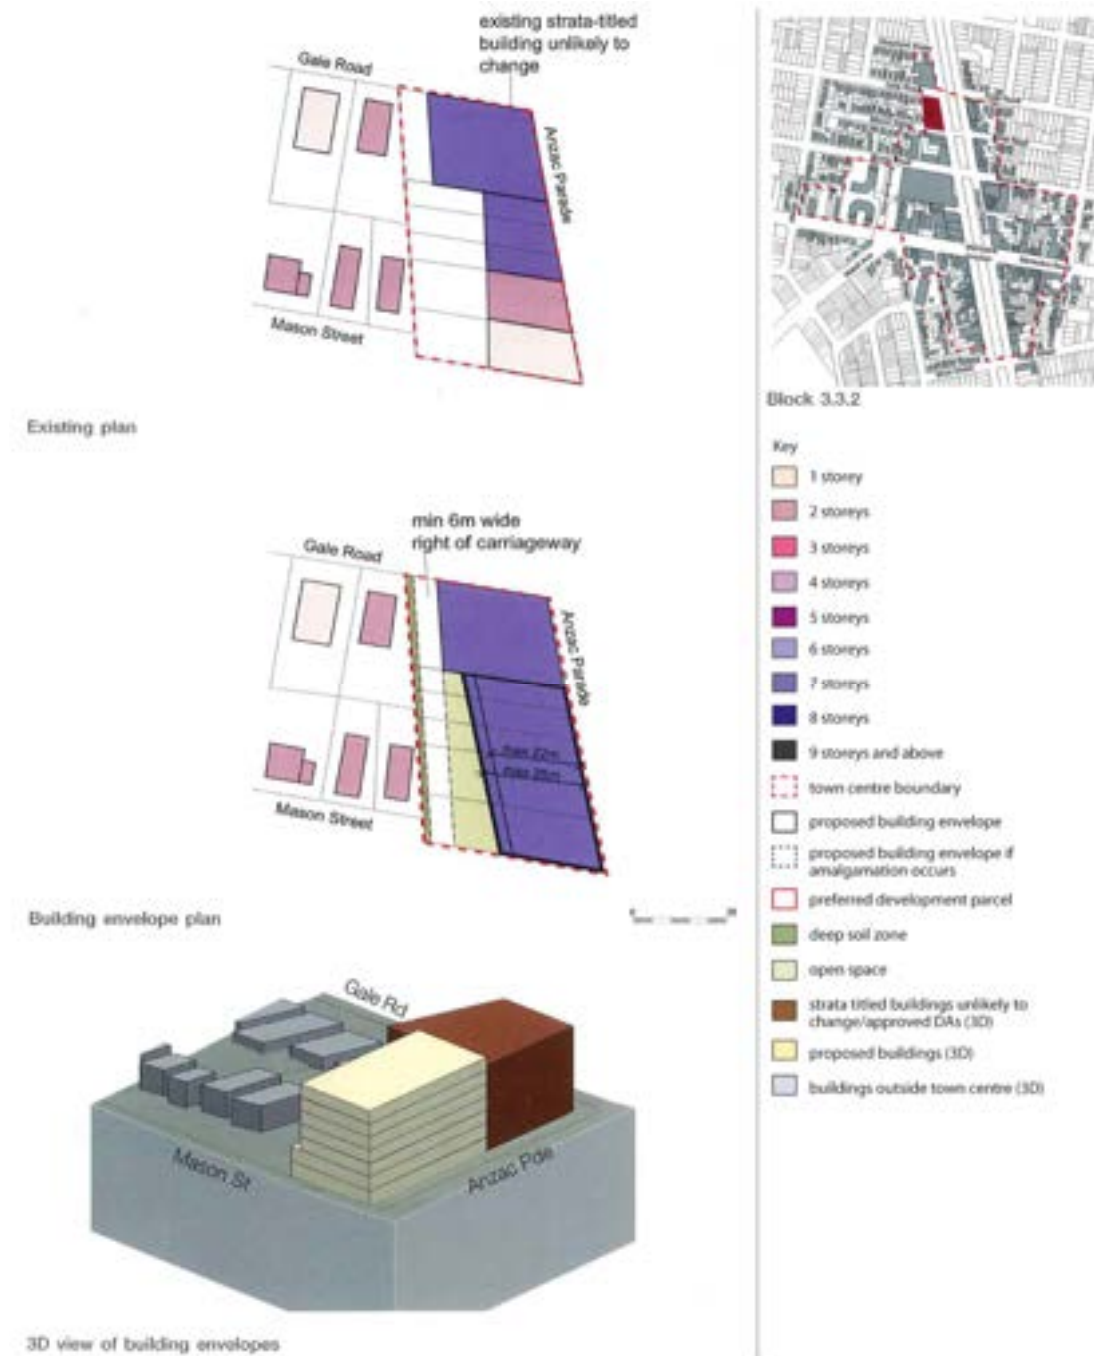 existing strata-titled
building unlikely to
change
Gale Road
Anzac Parade
Mason Street
Existing plan
min 6m wide
right of carriageway
Gale Road
Anzac Parade
max 22m
Mason Street
Building envelope plan
Gale Rd
Mason St
Anzac Pde
3D view of building envelopes
Block 3.3.2
Key
1 storey
2 storeys
3 storeys
4 storeys
5 storeys
6 storeys
7 storeys
8 storeys
9 storeys and above
town centre boundary
proposed building envelope
proposed building envelope if
amalgamation occurs
preferred development parcel
deep soil zone
open space
strata titled buildings unlikely to
change/approved DAs (3D)
proposed buildings (3D)
buildings outside town centre (3D)